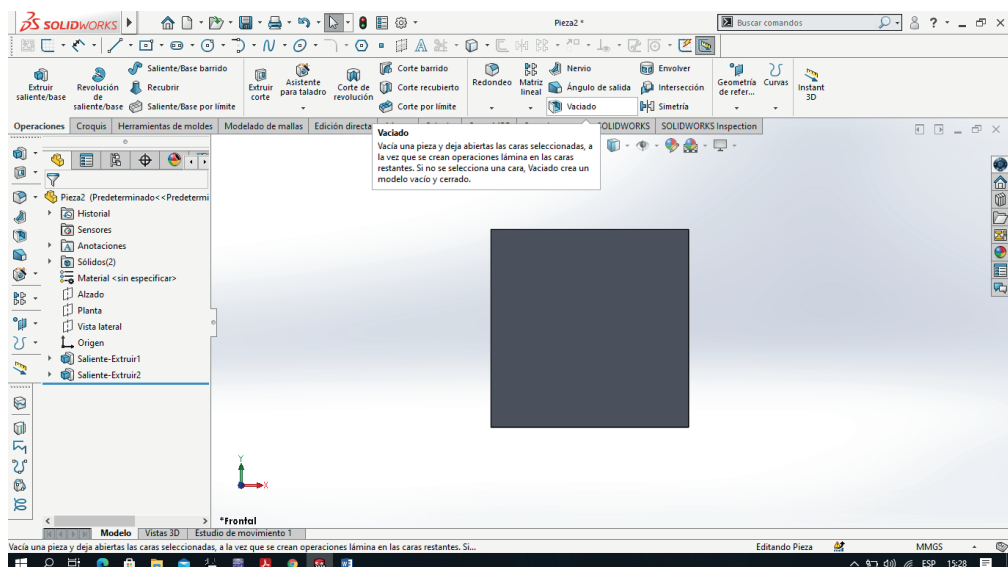 SOLIDWORKS
Pieza2 *
Buscar comandos
Extruir saliente/base
Revolución de saliente/base
Saliente/Base barrido
Recubrir
Saliente/Base por límite
Extruir corte
Asistente para taladro
Corte de revolución
Corte barrido
Corte recubierto
Corte por límite
Redondeo
Matriz lineal
Nervio
Ángulo de salida
Vaciado
Envolver
Intersección
Simetría
Geometría de refer...
Curvas
Instant 3D
Operaciones
Croquis
Herramientas de moldes
Modelado de mallas
Edición directa
SOLIDWORKS
SOLIDWORKS Inspection
Vaciado
Vacía una pieza y deja abiertas las caras seleccionadas, a
la vez que se crean operaciones lámina en las caras
restantes. Si no se selecciona una cara, Vaciado crea un
modelo vacío y cerrado.
Pieza2 (Predeterminado<<Predetermi
Historial
Sensores
Anotaciones
Sólidos(2)
Material <sin especificar>
Alzado
Planta
Vista lateral
Origen
Saliente-Extruir1
Saliente-Extruir2
Y
X
*Frontal
Modelo
Vistas 3D
Estudio de movimiento 1
Vacía una pieza y deja abiertas las caras seleccionadas, a la vez que se crean operaciones lámina en las caras restantes. Si...
Editando Pieza
MMGS
ESP
15:28